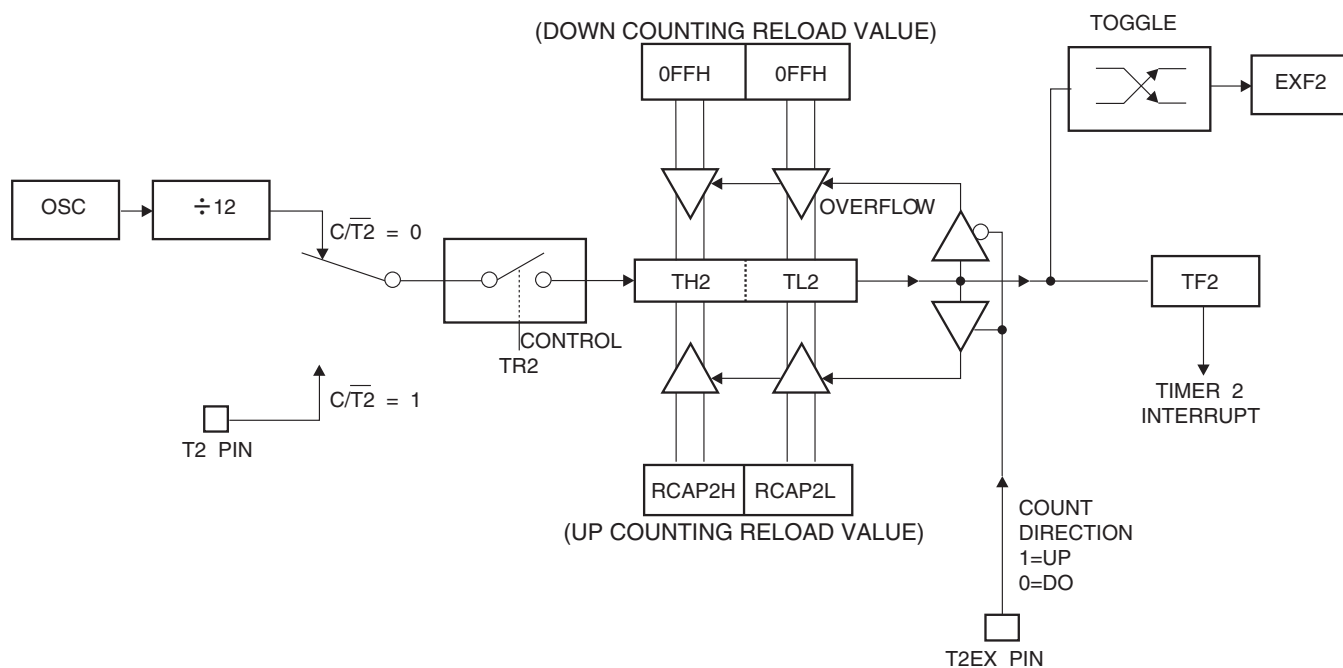 (DOWN COUNTING RELOAD VALUE)
TOGGLE
0FFH
0FFH
EXF2
OSC
÷12
C/T2̅ = 0
OVERFLOW
TH2
TL2
TF2
CONTROL
TR2
C/T2̅ = 1
T2 PIN
TIMER 2
INTERRUPT
RCAP2H
RCAP2L
(UP COUNTING RELOAD VALUE)
COUNT
DIRECTION
1=UP
0=DO
T2EX PIN